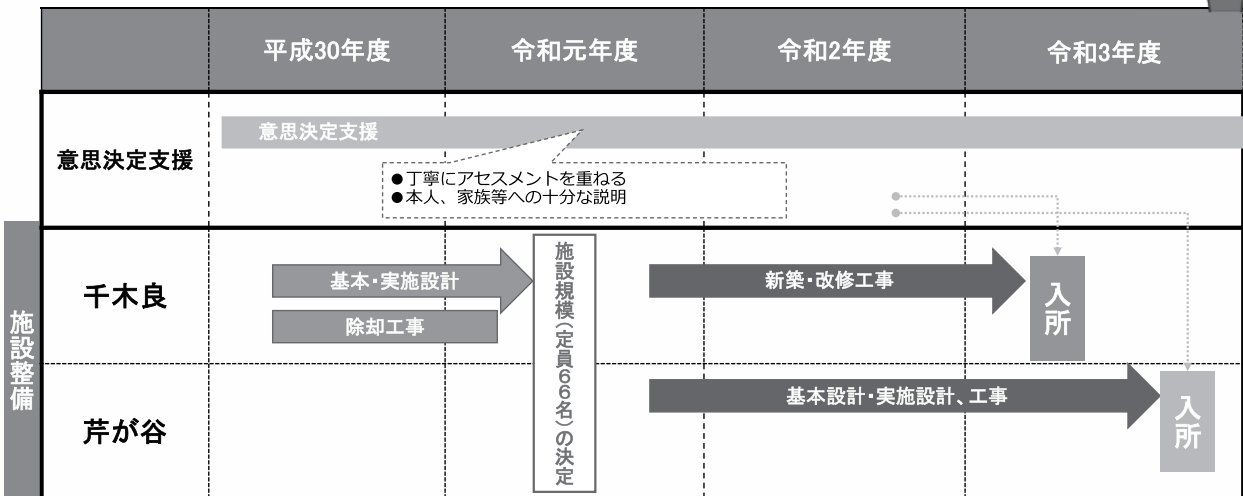 平成30年度
令和元年度
令和2年度
令和3年度
意思決定支援
意思決定支援
●丁寧にアセスメントを重ねる
●本人、家族等への十分な説明
施設整備
千木良
基本・実施設計
除却工事
施設規模(定員66名)の決定
新築・改修工事
入所
芹が谷
基本設計・実施設計、工事
入所